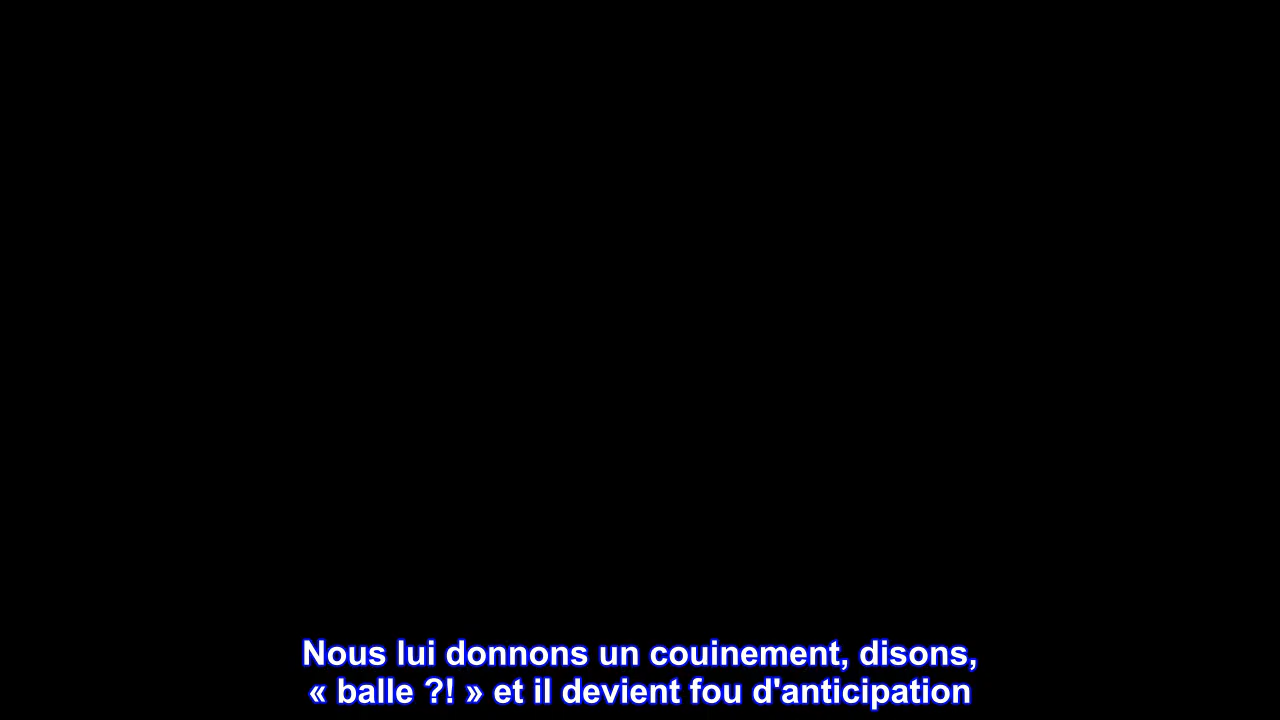 Nous lui donnons un couinement, disons,
« balle ?! » et il devient fou d'anticipation